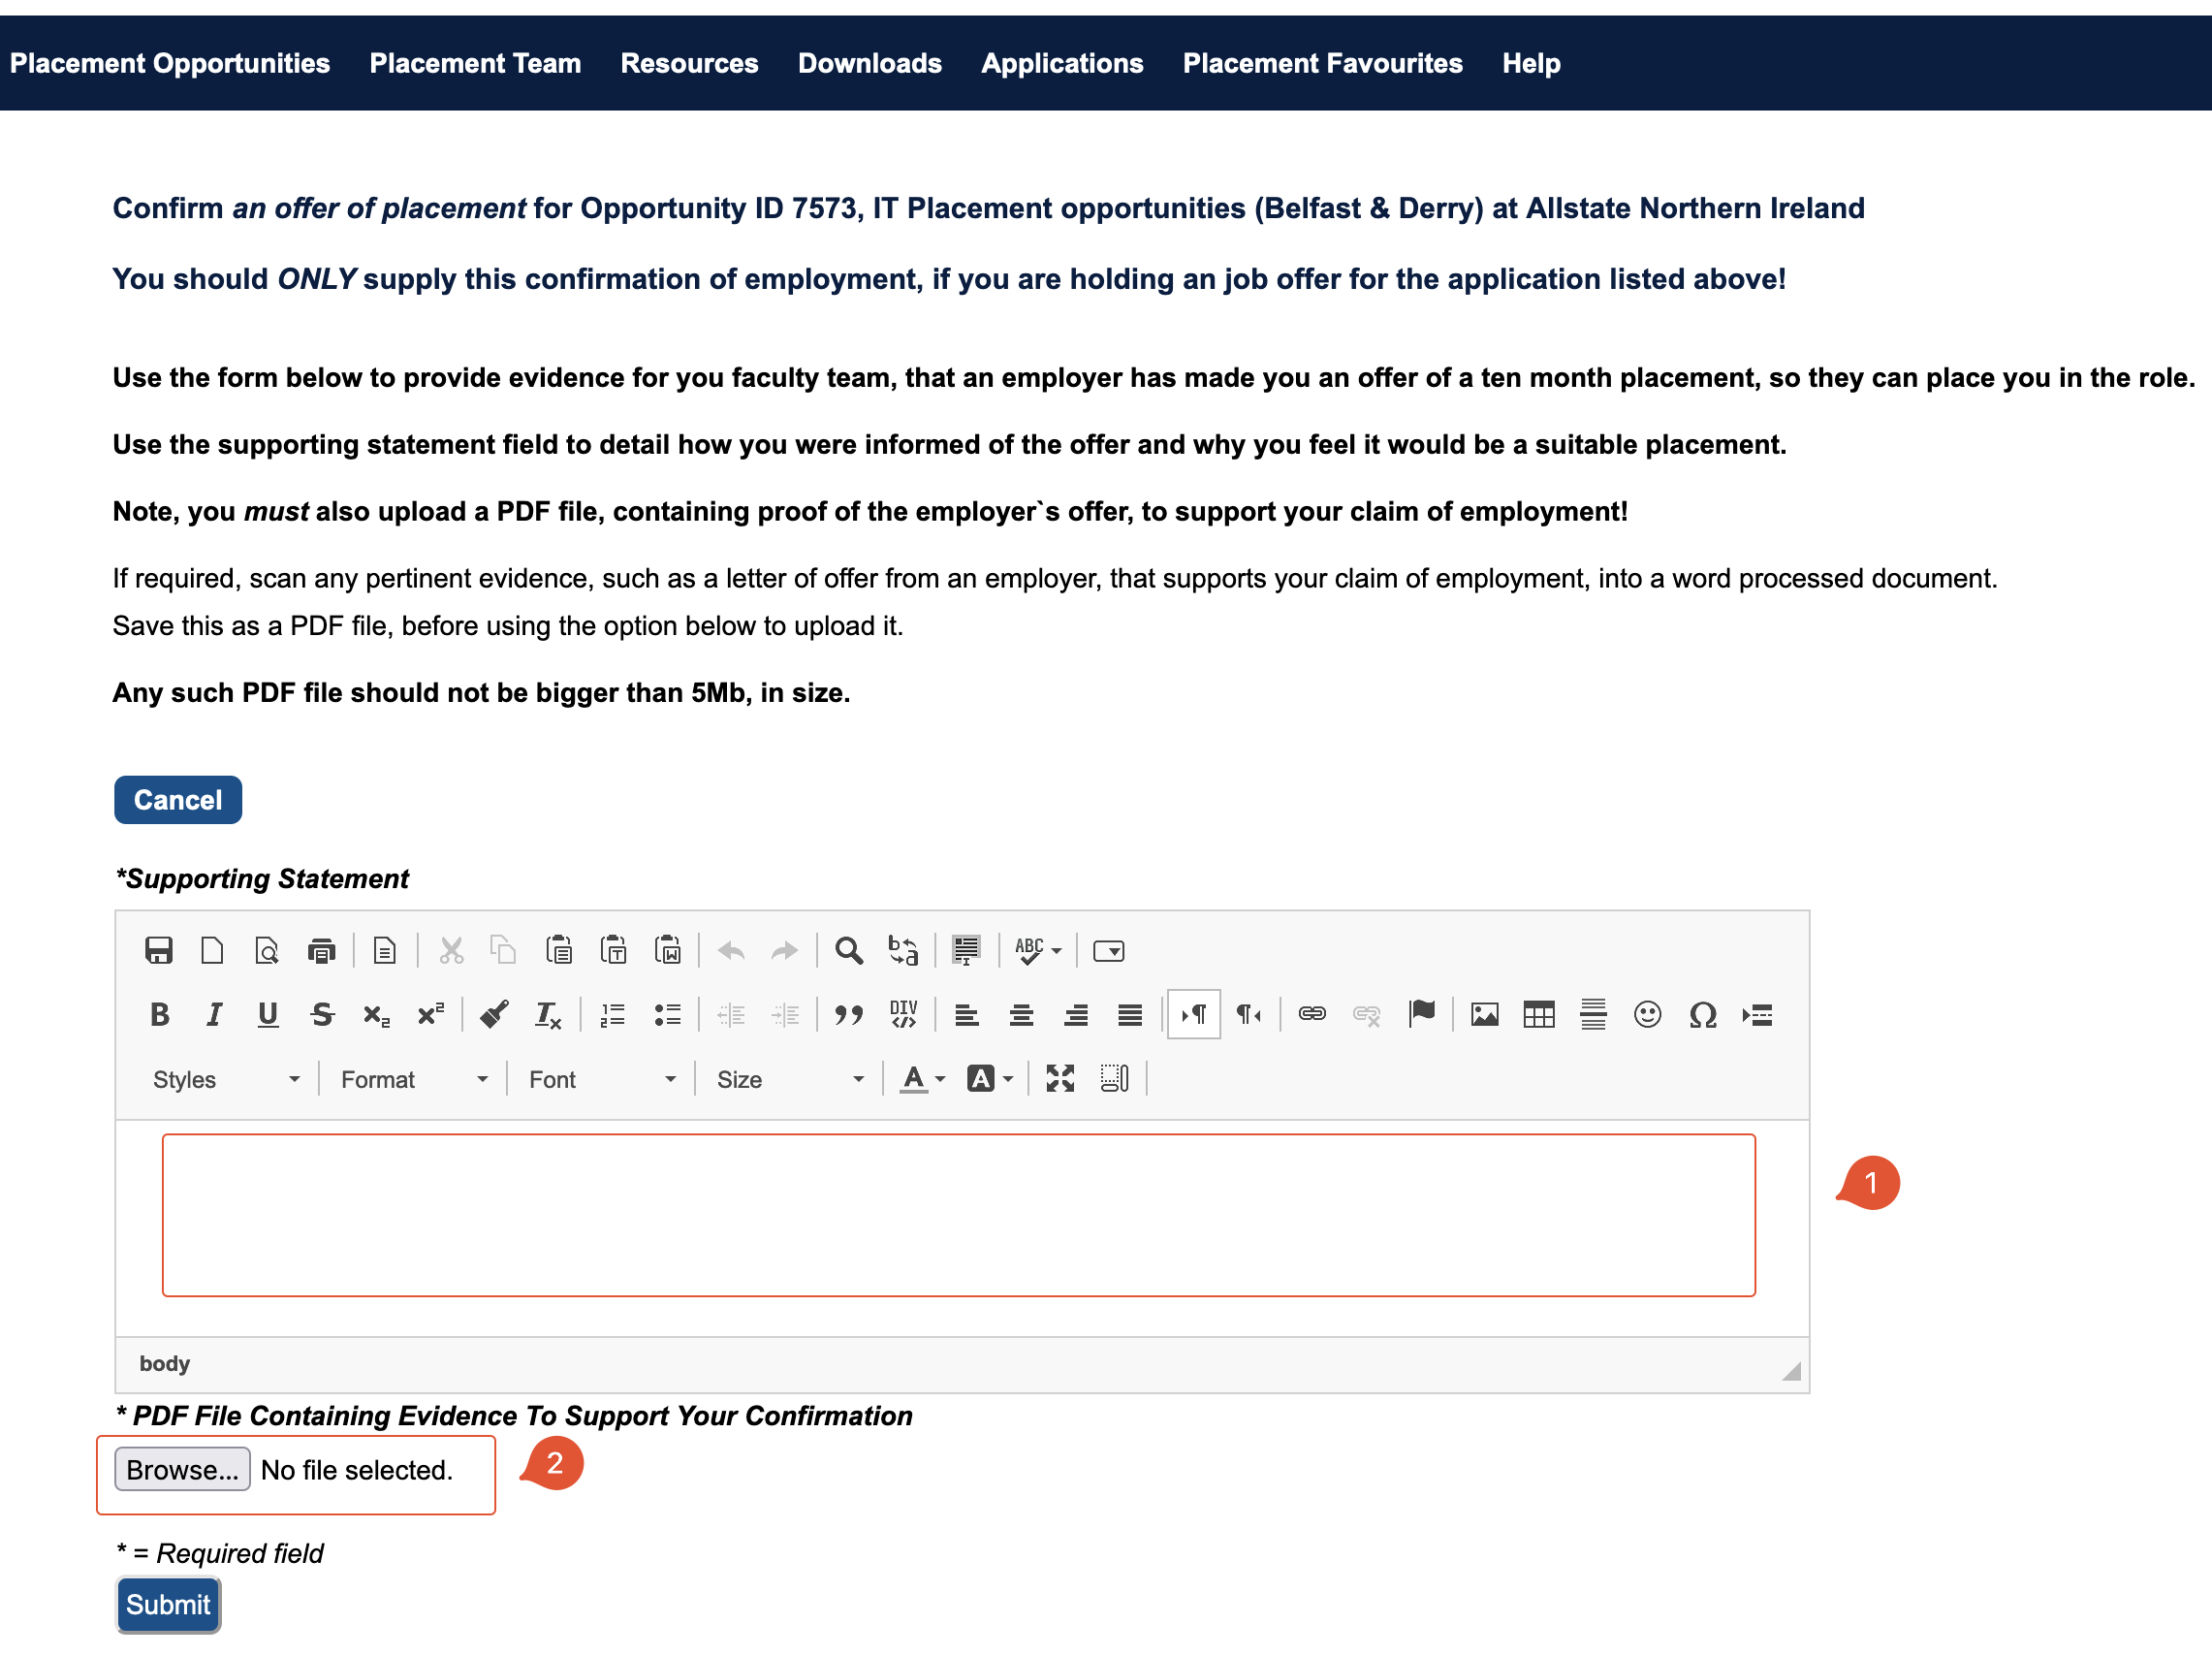 Placement Opportunities Placement Team Resources Downloads Applications Placement Favourites Help
Confirm an offer of placement for Opportunity ID 7573, IT Placement opportunities (Belfast & Derry) at Allstate Northern Ireland
You should ONLY supply this confirmation of employment, if you are holding an job offer for the application listed above!
Use the form below to provide evidence for you faculty team, that an employer has made you an offer of a ten month placement, so they can place you in the role.
Use the supporting statement field to detail how you were informed of the offer and why you feel it would be a suitable placement.
Note, you must also upload a PDF file, containing proof of the employer`s offer, to support your claim of employment!
If required, scan any pertinent evidence, such as a letter of offer from an employer, that supports your claim of employment, into a word processed document.
Save this as a PDF file, before using the option below to upload it.
Any such PDF file should not be bigger than 5Mb, in size.
Cancel
*Supporting Statement
ABC
B I U S x₂ x² Tx DIV
Styles Format Font Size A A
1
body
* PDF File Containing Evidence To Support Your Confirmation
Browse... No file selected. 2
* = Required field
Submit